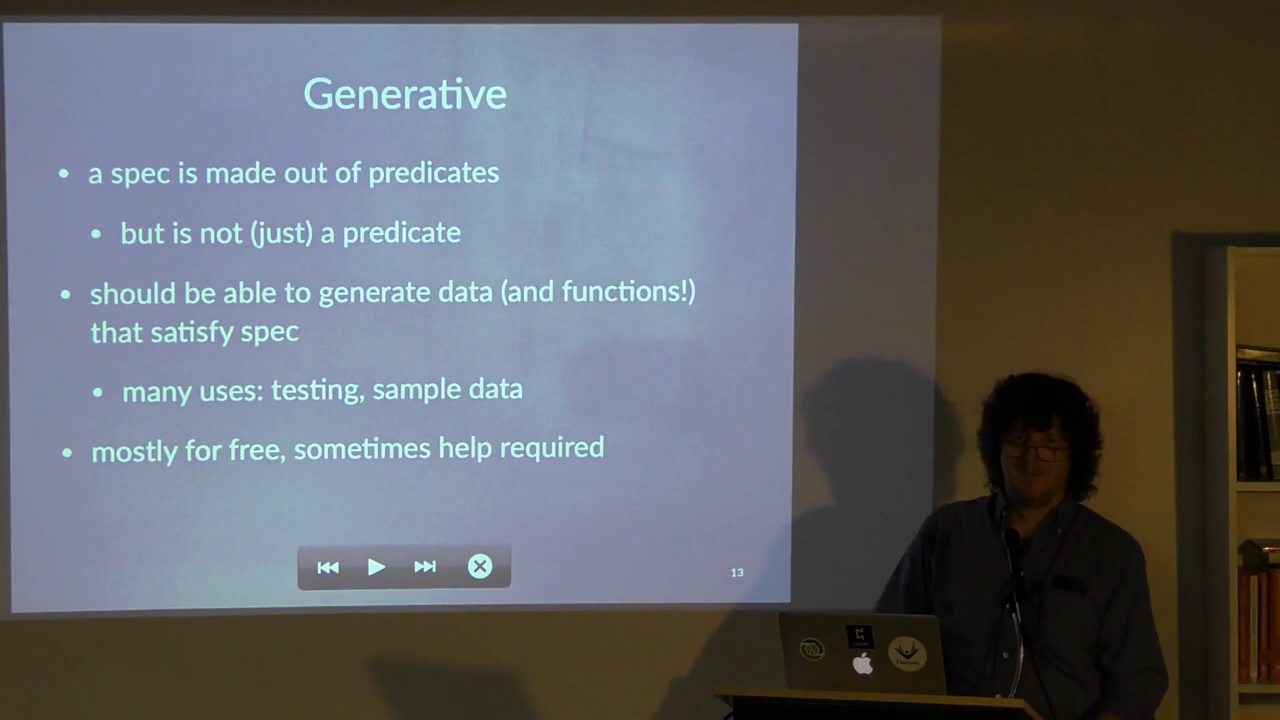 Generative
• a spec is made out of predicates
• but is not (just) a predicate
• should be able to generate data (and functions!)
that satisfy spec
• many uses: testing, sample data
• mostly for free, sometimes help required
13